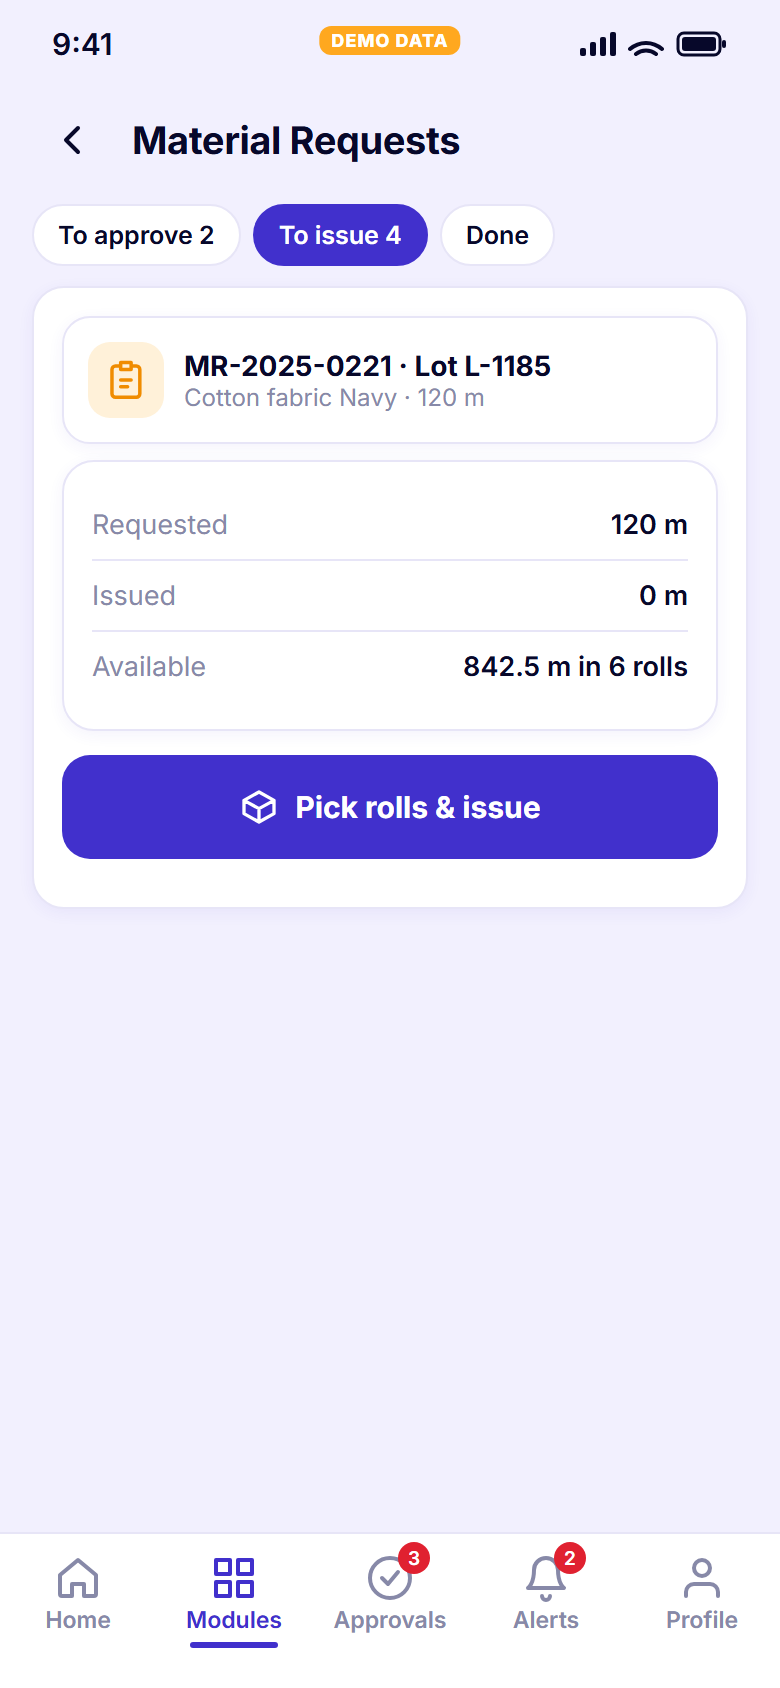 9:41
DEMO DATA
Material Requests
To approve 2
To issue 4
Done
MR-2025-0221 · Lot L-1185
Cotton fabric Navy · 120 m
Requested 120 m
Issued 0 m
Available 842.5 m in 6 rolls
Pick rolls & issue
3
2
Home
Modules
Approvals
Alerts
Profile